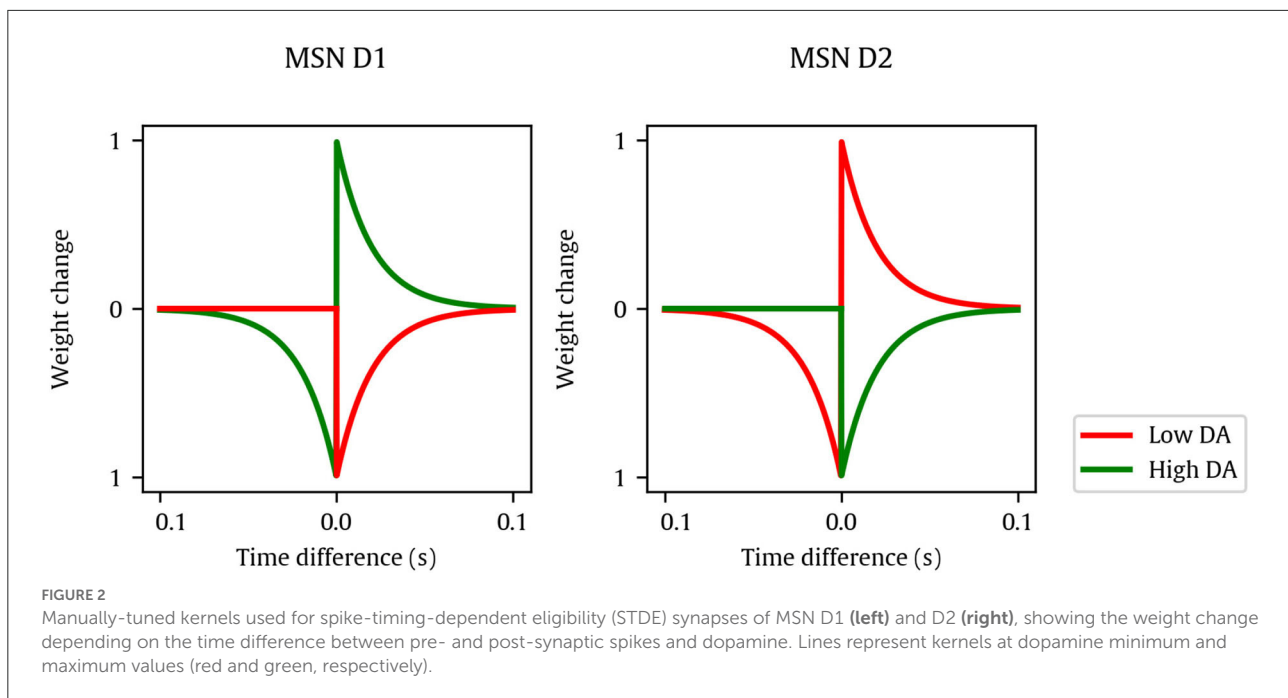 MSN D1
MSN D2
1
0
1
Weight change
0.1
0.0
0.1
Time difference (s)
1
0
1
Weight change
0.1
0.0
0.1
Time difference (s)
Low DA
High DA
FIGURE 2
Manually-tuned kernels used for spike-timing-dependent eligibility (STDE) synapses of MSN D1 (left) and D2 (right), showing the weight change
depending on the time difference between pre- and post-synaptic spikes and dopamine. Lines represent kernels at dopamine minimum and
maximum values (red and green, respectively).